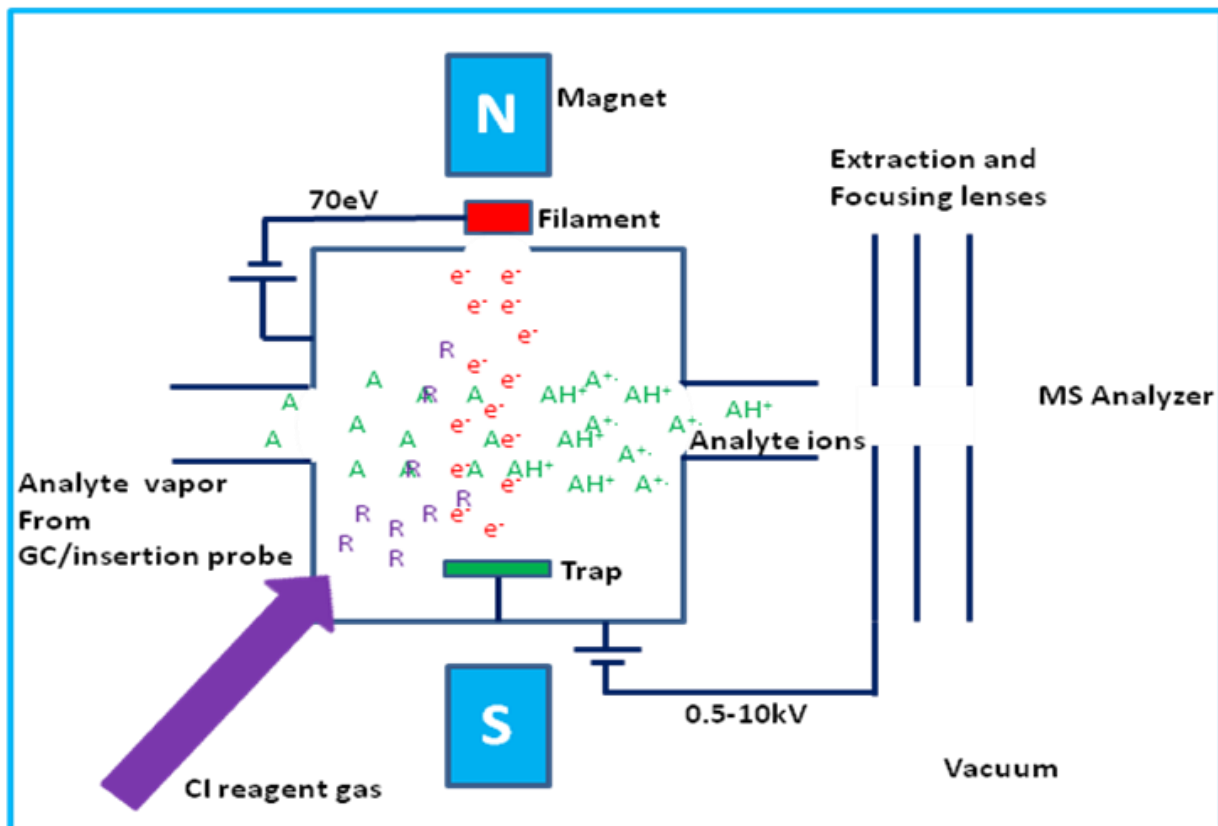 N
Magnet
Extraction and
Focusing lenses
70eV
Filament
e⁻ e⁻
e⁻ e⁻
e⁻
R
e⁻
A A A A e⁻ AH⁺ A⁺· AH⁺
A R
e⁻ AH⁺
MS Analyzer
A A e⁻ A⁺· A⁺·
A A e⁻ AH⁺
Analyte ions
A⁺·
A A R e⁻ A AH⁺
e⁻ AH⁺ A⁺·
Analyte vapor
From
GC/insertion probe
R
R R e⁻
R e⁻
R
R
Trap
S
0.5-10kV
CI reagent gas
Vacuum